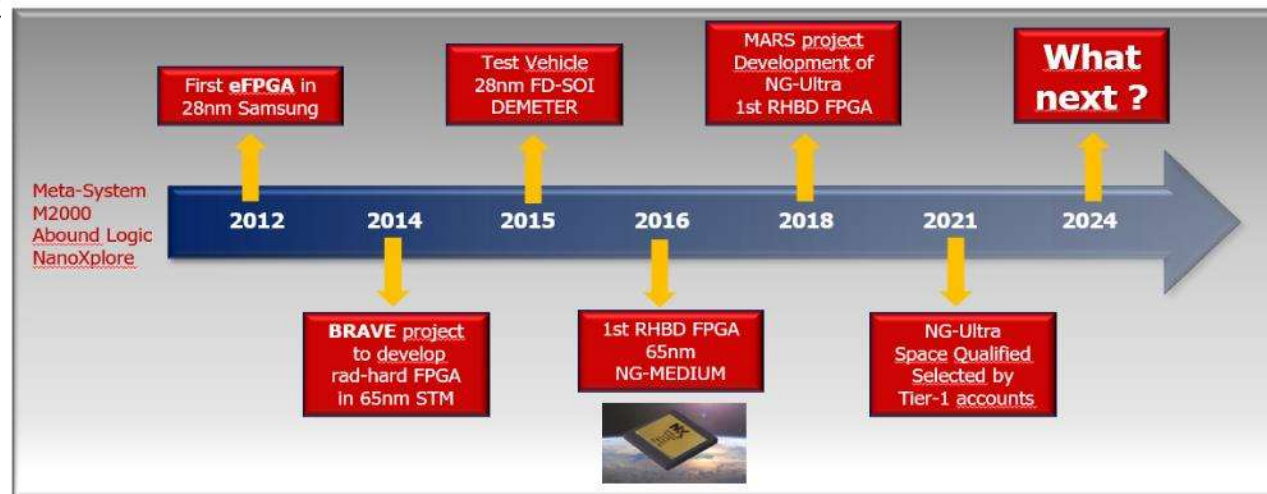 First eFPGA in
28nm Samsung
Test Vehicle
28nm FD-SOI
DEMETER
MARS project
Development of
NG-Ultra
1st RHBD FPGA
What
next ?
Meta-System
M2000
Abound Logic
NanoXplore
2012
2014
2015
2016
2018
2021
2024
BRAVE project
to develop
rad-hard FPGA
in 65nm STM
1st RHBD FPGA
65nm
NG-MEDIUM
NG-Ultra
Space Qualified
Selected by
Tier-1 accounts